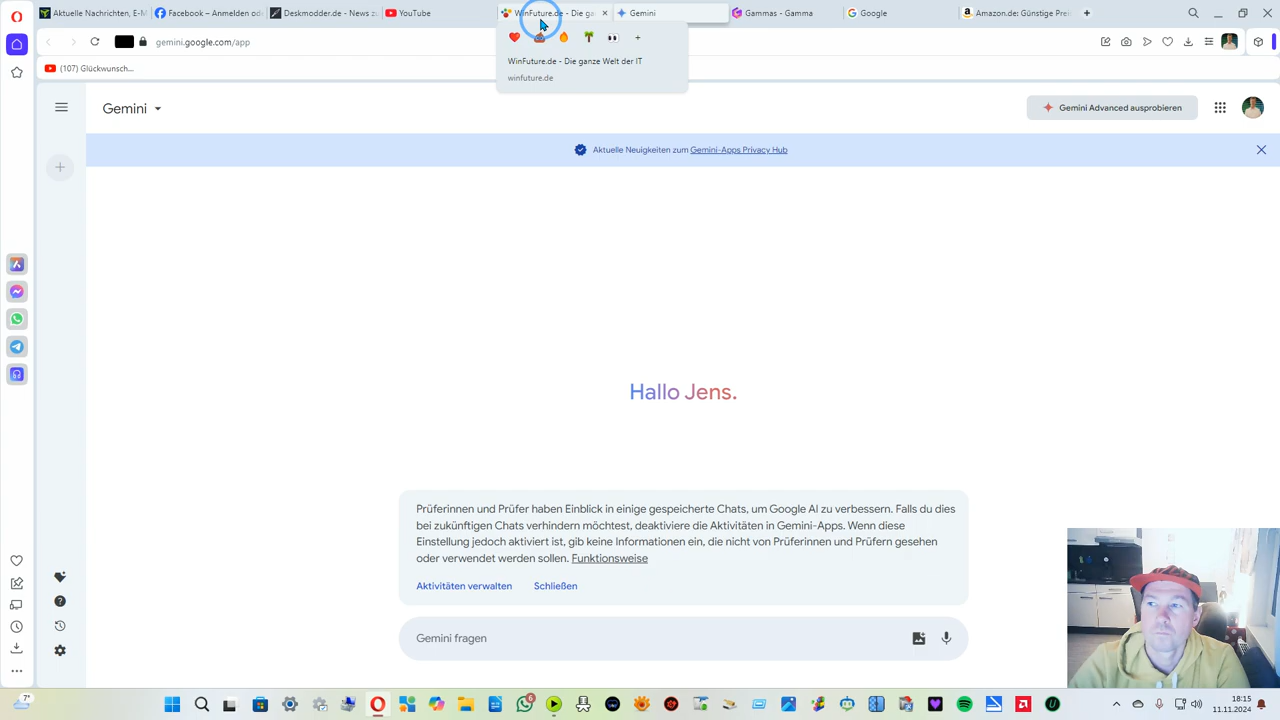 Aktuelle Nachrichten, E-M
Facebook – Anmelden ode
Deskmodder.de - News zu
YouTube
WinFuture.de - Die ga
Gemini
Gammas - Gamma
Google
Amazon.de: Günstige Prei
gemini.google.com/app
WinFuture.de - Die ganze Welt der IT
winfuture.de
(107) Glückwunsch...
Gemini
Gemini Advanced ausprobieren
Aktuelle Neuigkeiten zum Gemini-Apps Privacy Hub
Hallo Jens.
Prüferinnen und Prüfer haben Einblick in einige gespeicherte Chats, um Google AI zu verbessern. Falls du dies
bei zukünftigen Chats verhindern möchtest, deaktiviere die Aktivitäten in Gemini-Apps. Wenn diese
Einstellung jedoch aktiviert ist, gib keine Informationen ein, die nicht von Prüferinnen und Prüfern gesehen
oder verwendet werden sollen. Funktionsweise
Aktivitäten verwalten Schließen
Gemini fragen
7°
6
18:15
11.11.2024